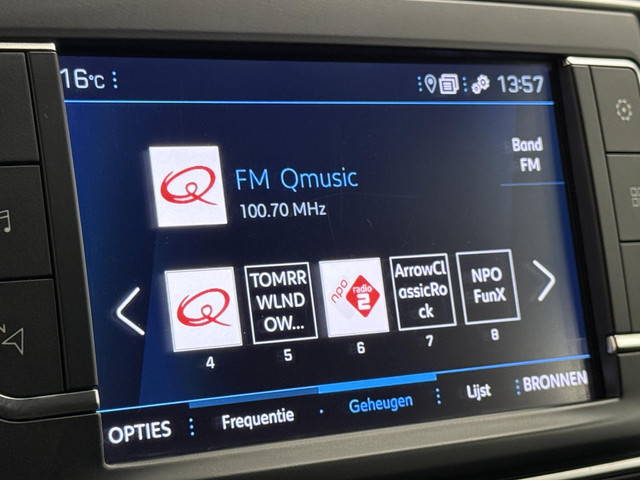 16°C
13:57
Band
FM
FM Qmusic
100.70 MHz
TOMRR
WLND
OW...
npo
radio
2
ArrowCl
assicRo
ck
NPO
FunX
4
5
6
7
8
OPTIES
Frequentie
Geheugen
Lijst
BRONNEN